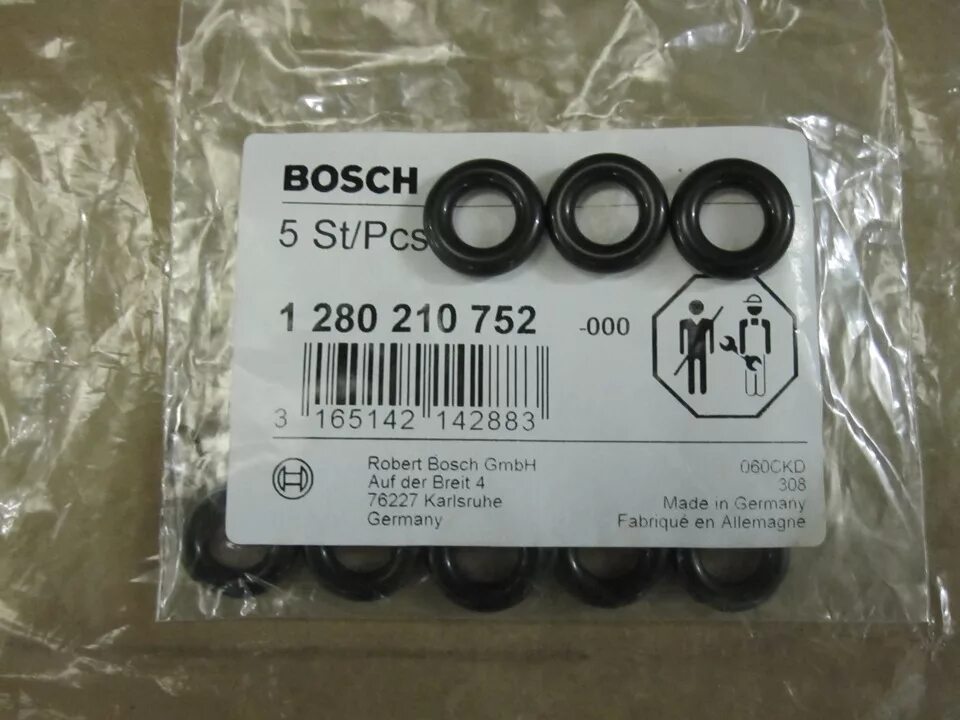 BOSCH
5 St/Pcs
1 280 210 752 -000
3 165142 142883
Robert Bosch GmbH
Auf der Breit 4
76227 Karlsruhe
Germany
060CKD
308
Made in Germany
Fabriqué en Allemagne